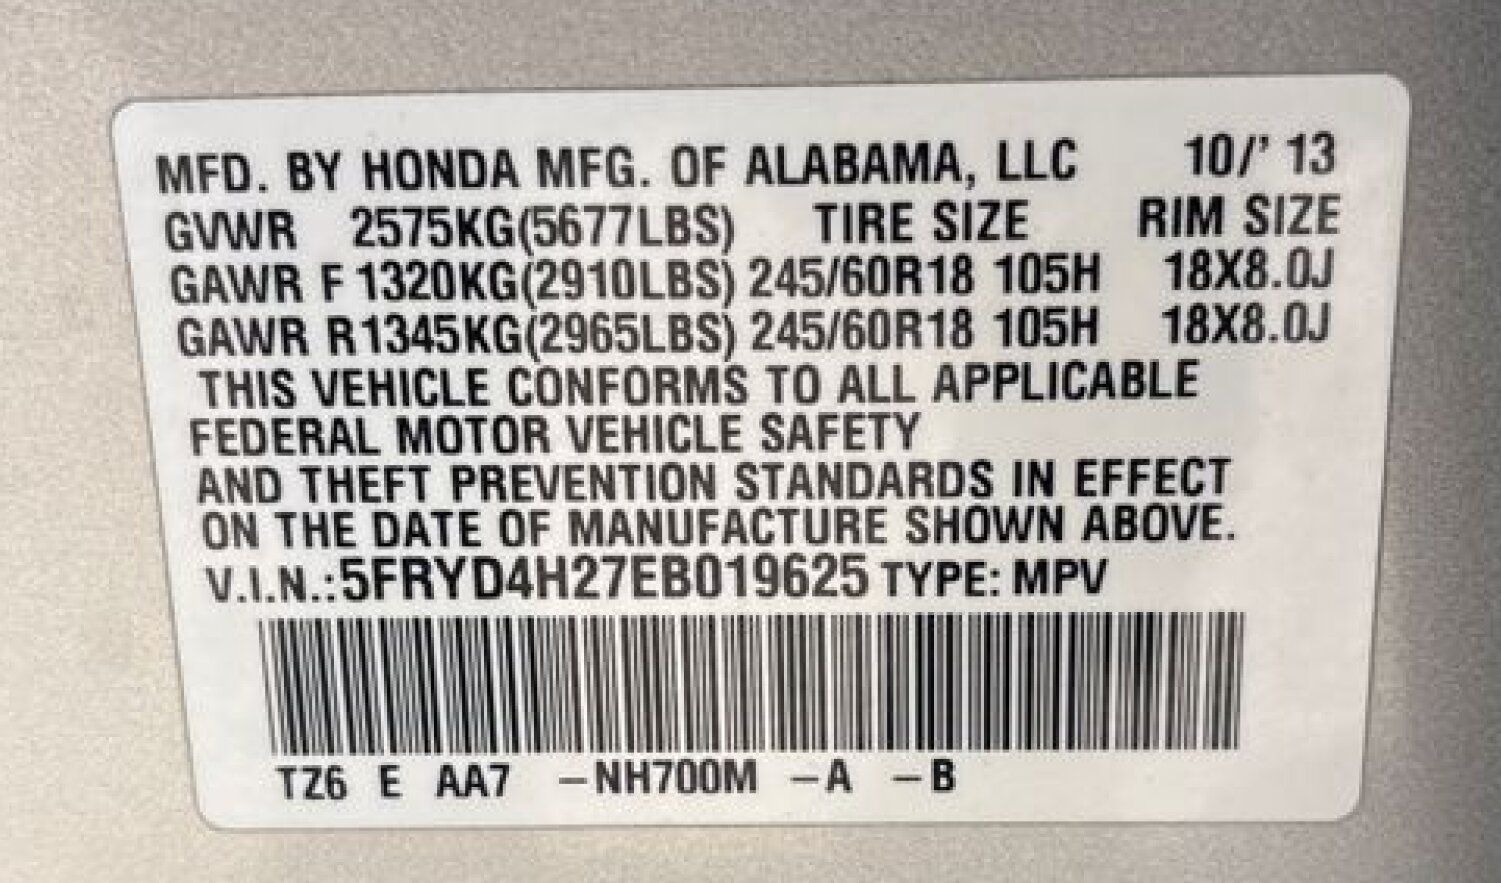 MFD. BY HONDA MFG. OF ALABAMA, LLC 10/' 13
GVWR 2575KG(5677LBS) TIRE SIZE RIM SIZE
GAWR F 1320KG(2910LBS) 245/60R18 105H 18X8.0J
GAWR R1345KG(2965LBS) 245/60R18 105H 18X8.0J
THIS VEHICLE CONFORMS TO ALL APPLICABLE
FEDERAL MOTOR VEHICLE SAFETY
AND THEFT PREVENTION STANDARDS IN EFFECT
ON THE DATE OF MANUFACTURE SHOWN ABOVE.
V.I.N.:5FRYD4H27EB019625 TYPE: MPV
TZ6 E AA7 –NH700M –A –B